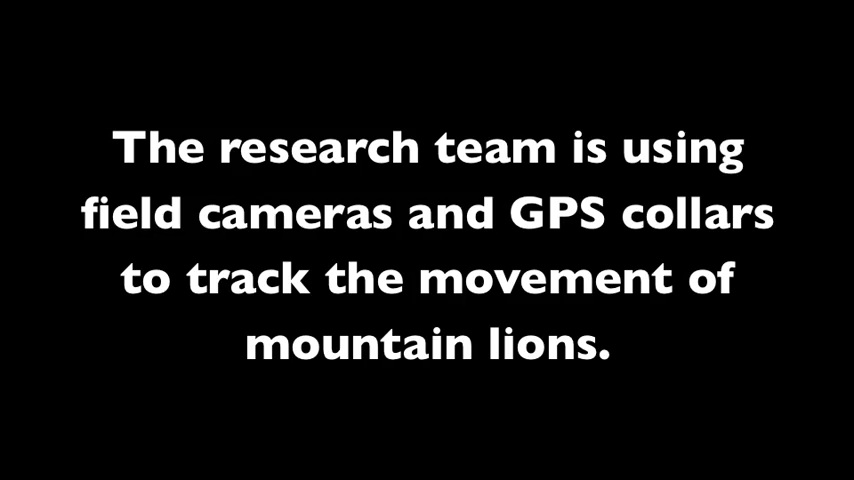 The research team is using
field cameras and GPS collars
to track the movement of
mountain lions.